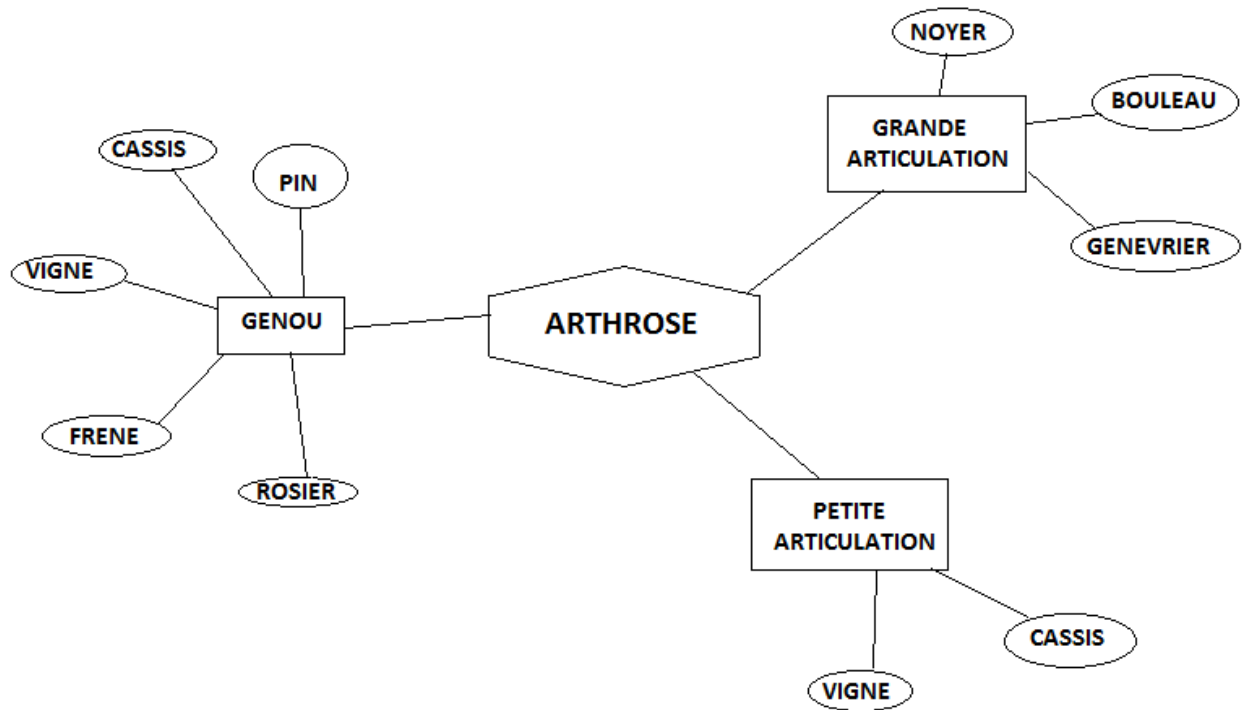 NOYER
BOULEAU
GRANDE
ARTICULATION
CASSIS
PIN
GENEVRIER
VIGNE
GENOU
ARTHROSE
FRENE
ROSIER
PETITE
ARTICULATION
CASSIS
VIGNE